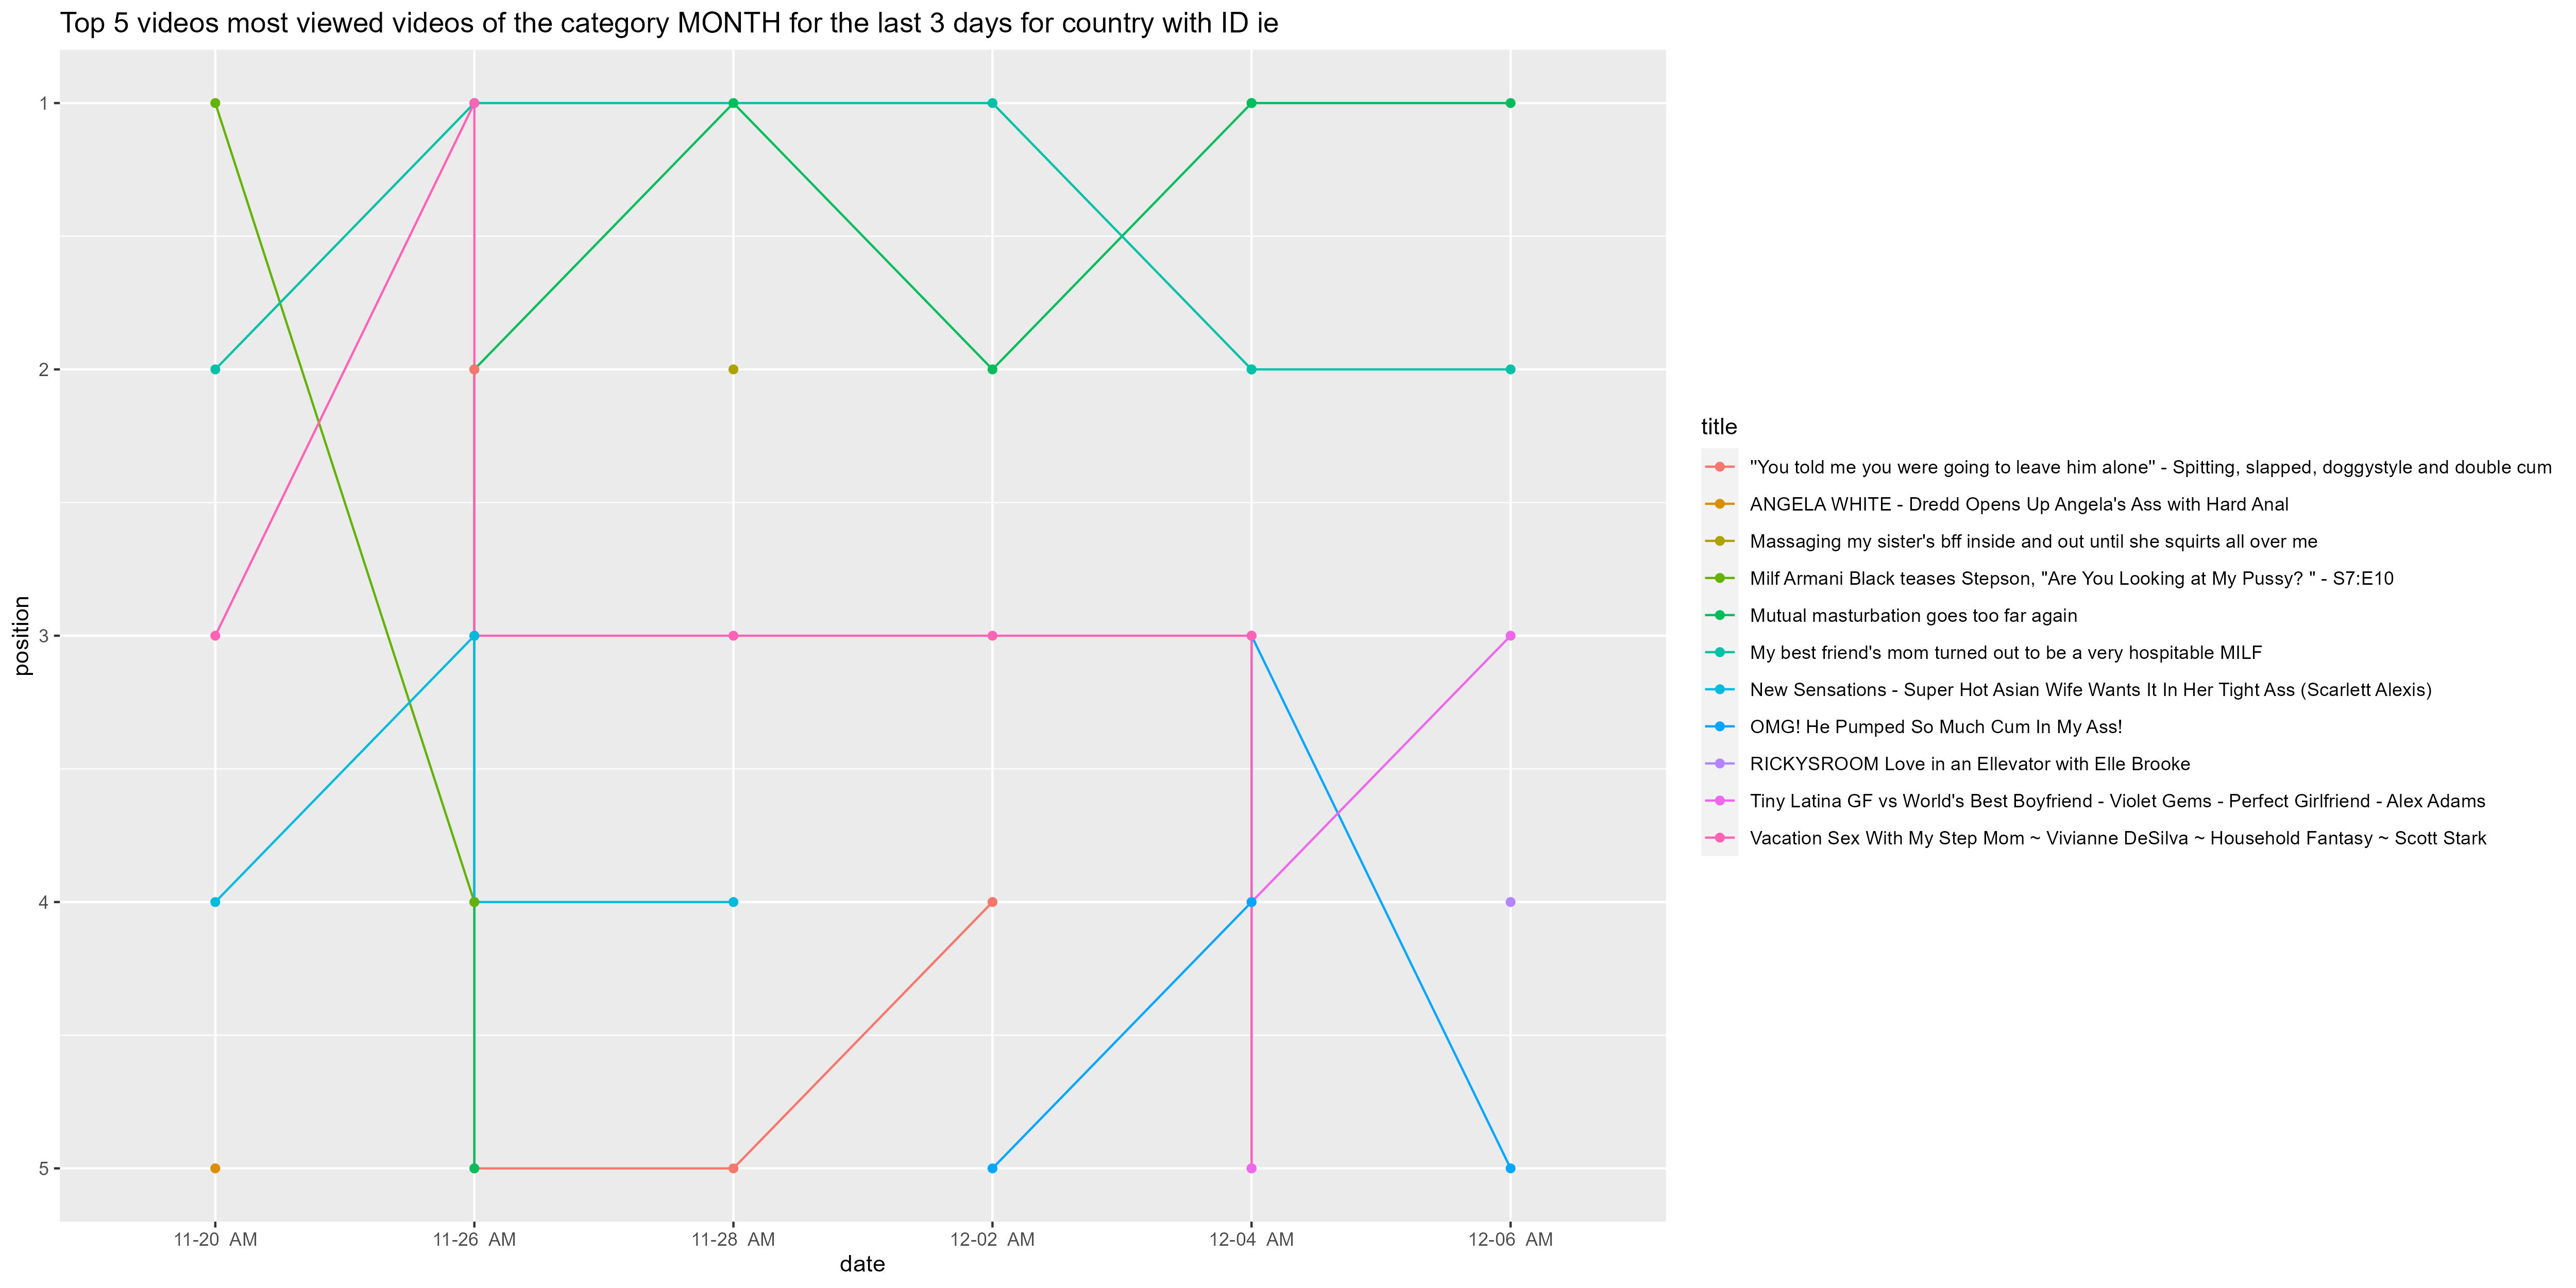 Top 5 videos most viewed videos of the category MONTH for the last 3 days for country with ID ie
1
2
3
4
5
position
11-20 AM
11-26 AM
11-28 AM
12-02 AM
12-04 AM
12-06 AM
date
title
"You told me you were going to leave him alone" - Spitting, slapped, doggystyle and double cum
ANGELA WHITE - Dredd Opens Up Angela's Ass with Hard Anal
Massaging my sister's bff inside and out until she squirts all over me
Milf Armani Black teases Stepson, "Are You Looking at My Pussy? " - S7:E10
Mutual masturbation goes too far again
My best friend's mom turned out to be a very hospitable MILF
New Sensations - Super Hot Asian Wife Wants It In Her Tight Ass (Scarlett Alexis)
OMG! He Pumped So Much Cum In My Ass!
RICKYSROOM Love in an Ellevator with Elle Brooke
Tiny Latina GF vs World's Best Boyfriend - Violet Gems - Perfect Girlfriend - Alex Adams
Vacation Sex With My Step Mom ~ Vivianne DeSilva ~ Household Fantasy ~ Scott Stark